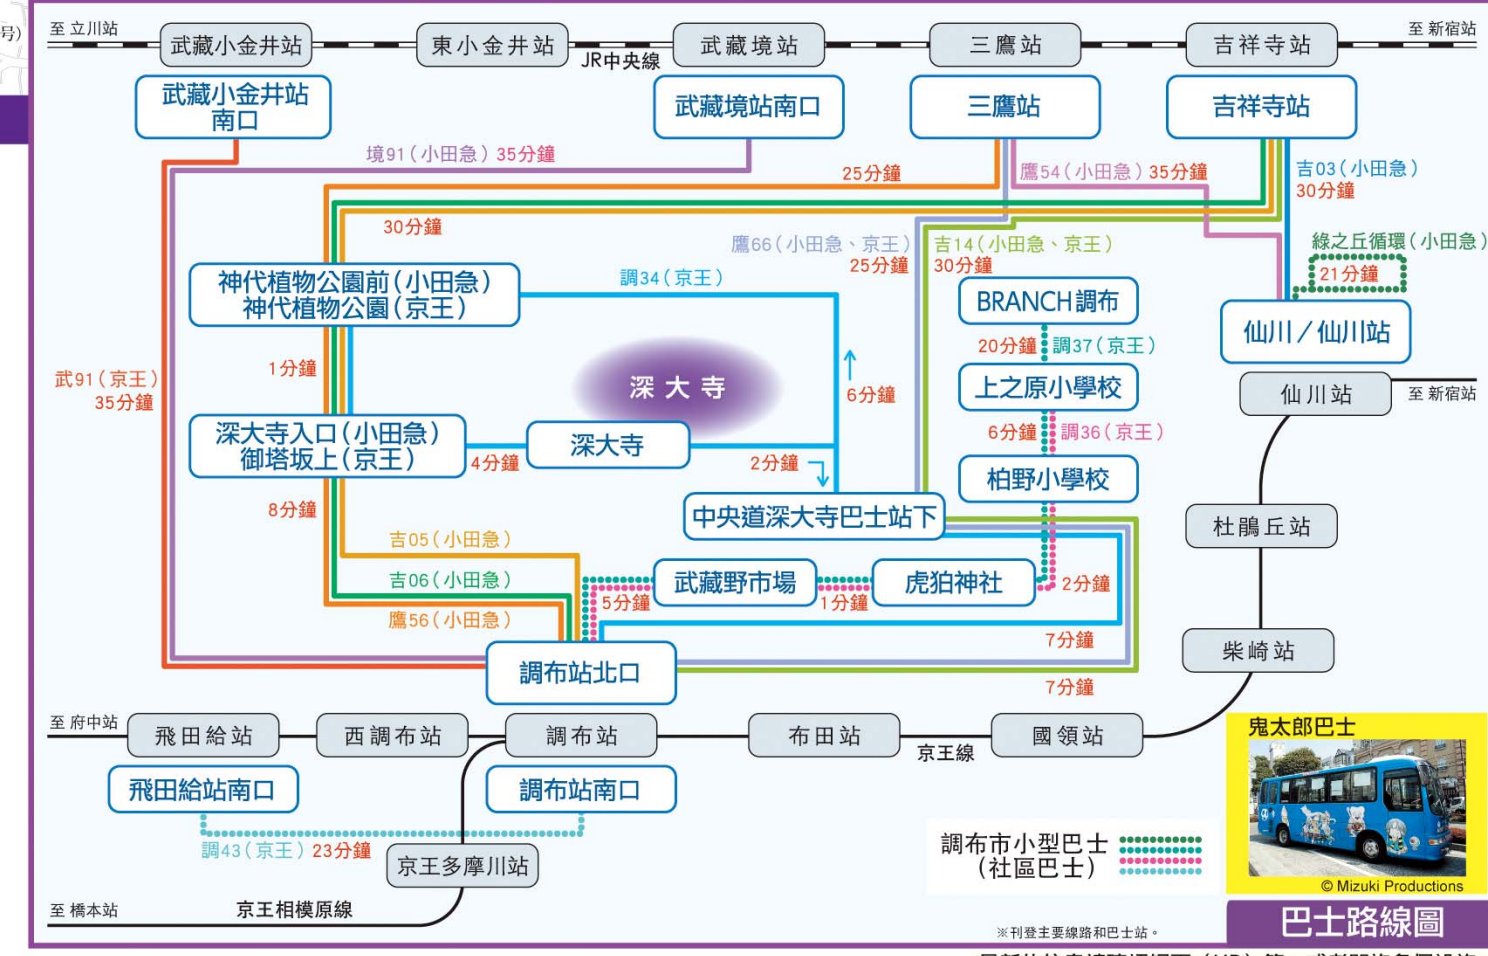 号)
至 立川站
武藏小金井站
東小金井站
JR中央線
武藏境站
三鷹站
吉祥寺站
至 新宿站
武藏小金井站
南口
武藏境站南口
三鷹站
吉祥寺站
境91(小田急) 35分鐘
25分鐘
鷹54(小田急) 35分鐘
吉03(小田急)
30分鐘
30分鐘
鷹66(小田急、京王)
25分鐘
吉14(小田急、京王)
30分鐘
綠之丘循環(小田急)
21分鐘
神代植物公園前(小田急)
神代植物公園(京王)
調34(京王)
BRANCH調布
仙川／仙川站
20分鐘
調37(京王)
武91(京王)
35分鐘
1分鐘
深大寺
6分鐘
上之原小學校
仙川站
至 新宿站
深大寺入口(小田急)
御塔坂上(京王)
4分鐘
深大寺
2分鐘
6分鐘
調36(京王)
柏野小學校
8分鐘
中央道深大寺巴士站下
杜鵑丘站
吉05(小田急)
吉06(小田急)
鷹56(小田急)
5分鐘
武藏野市場
1分鐘
虎狛神社
2分鐘
7分鐘
柴崎站
調布站北口
7分鐘
至 府中站
飛田給站
西調布站
調布站
布田站
京王線
國領站
飛田給站南口
調布站南口
調43(京王) 23分鐘
京王多摩川站
至 橋本站
京王相模原線
調布市小型巴士
(社區巴士)
鬼太郎巴士
© Mizuki Productions
※刊登主要線路和巴士站。
巴士路線圖